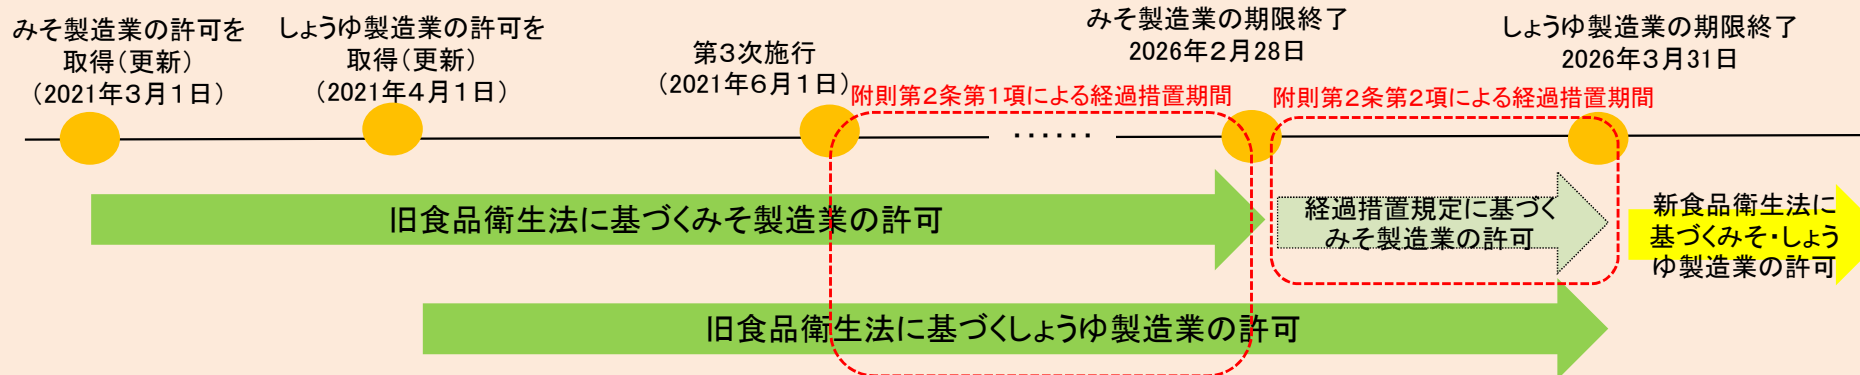 みそ製造業の許可を
取得(更新)
(2021年3月1日)
しょうゆ製造業の許可を
取得(更新)
(2021年4月1日)
第3次施行
(2021年6月1日)
みそ製造業の期限終了
2026年2月28日
しょうゆ製造業の期限終了
2026年3月31日
附則第2条第1項による経過措置期間
附則第2条第2項による経過措置期間
……
旧食品衛生法に基づくみそ製造業の許可
経過措置規定に基づく
みそ製造業の許可
新食品衛生法に
基づくみそ・しょう
ゆ製造業の許可
旧食品衛生法に基づくしょうゆ製造業の許可